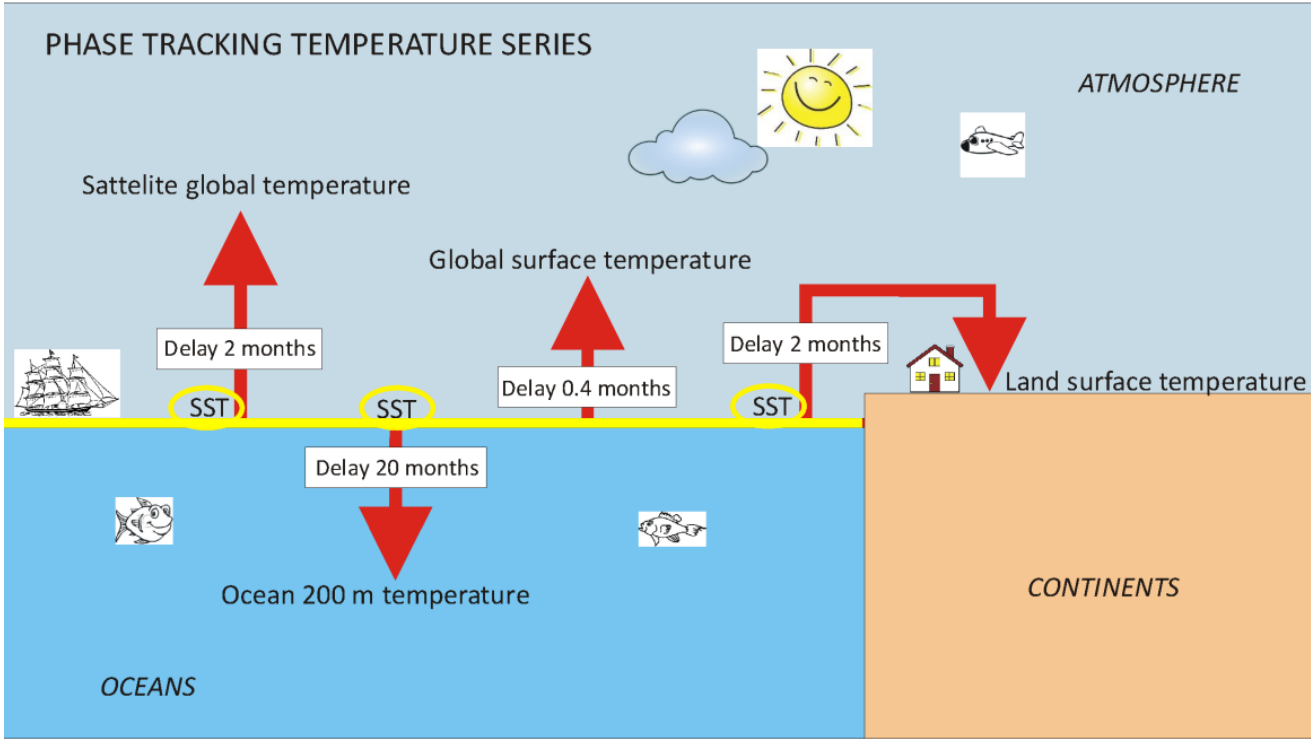 PHASE TRACKING TEMPERATURE SERIES
ATMOSPHERE
Sattelite global temperature
Global surface temperature
Delay 2 months
Delay 2 months
Delay 0.4 months
Land surface temperature
SST
SST
SST
Delay 20 months
Ocean 200 m temperature
CONTINENTS
OCEANS